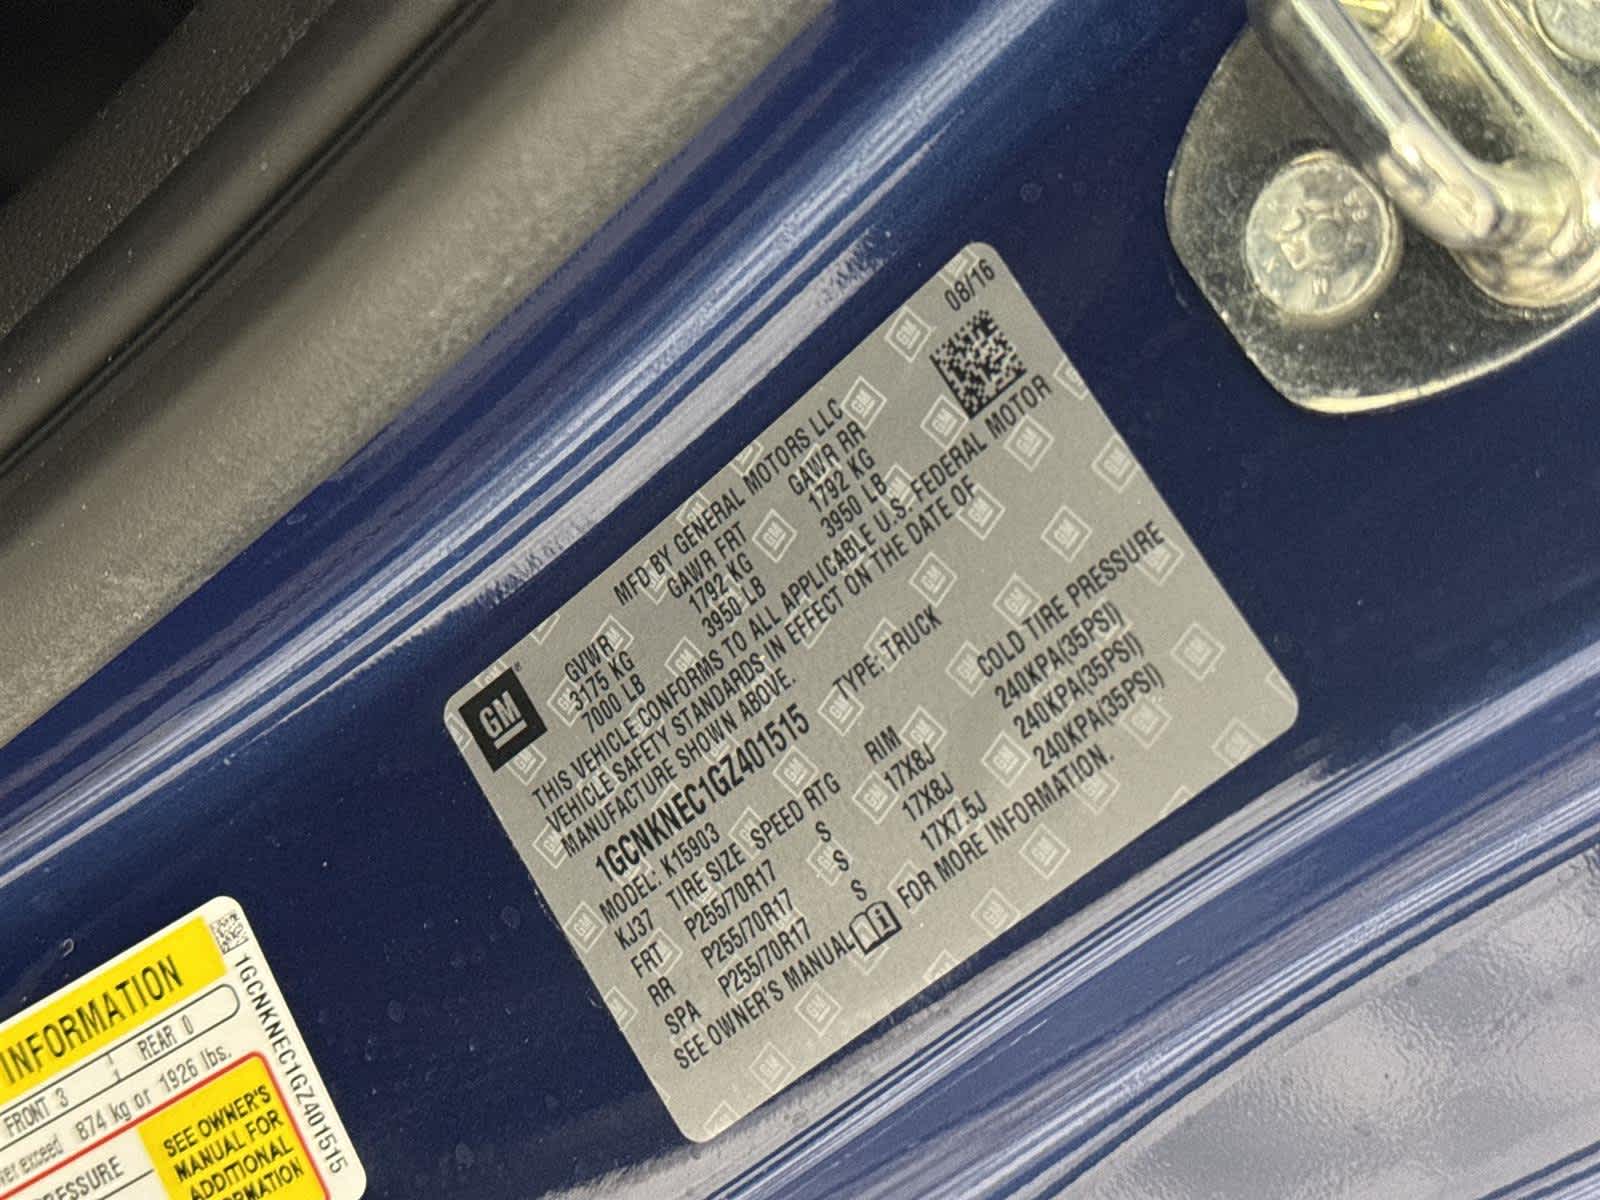 08/16
GM
MFD BY GENERAL MOTORS LLC
GVWR GAWR FRT GAWR RR
3175 KG 1792 KG 1792 KG
7000 LB 3950 LB 3950 LB
THIS VEHICLE CONFORMS TO ALL APPLICABLE U.S. FEDERAL MOTOR
VEHICLE SAFETY STANDARDS IN EFFECT ON THE DATE OF
MANUFACTURE SHOWN ABOVE.
1GCNKNEC1GZ401515 TYPE: TRUCK
MODEL: K15903
KJ37 TIRE SIZE SPEED RTG RIM COLD TIRE PRESSURE
FRT P255/70R17 S 17X8J 240KPA(35PSI)
RR P255/70R17 S 17X8J 240KPA(35PSI)
SPA P255/70R17 S 17X7.5J 240KPA(35PSI)
SEE OWNER'S MANUAL FOR MORE INFORMATION.
INFORMATION
FRONT 3 REAR 0
exceed 874 kg or 1926 lbs.
SEE OWNER'S
MANUAL FOR
ADDITIONAL
1GCNKNEC1GZ401515